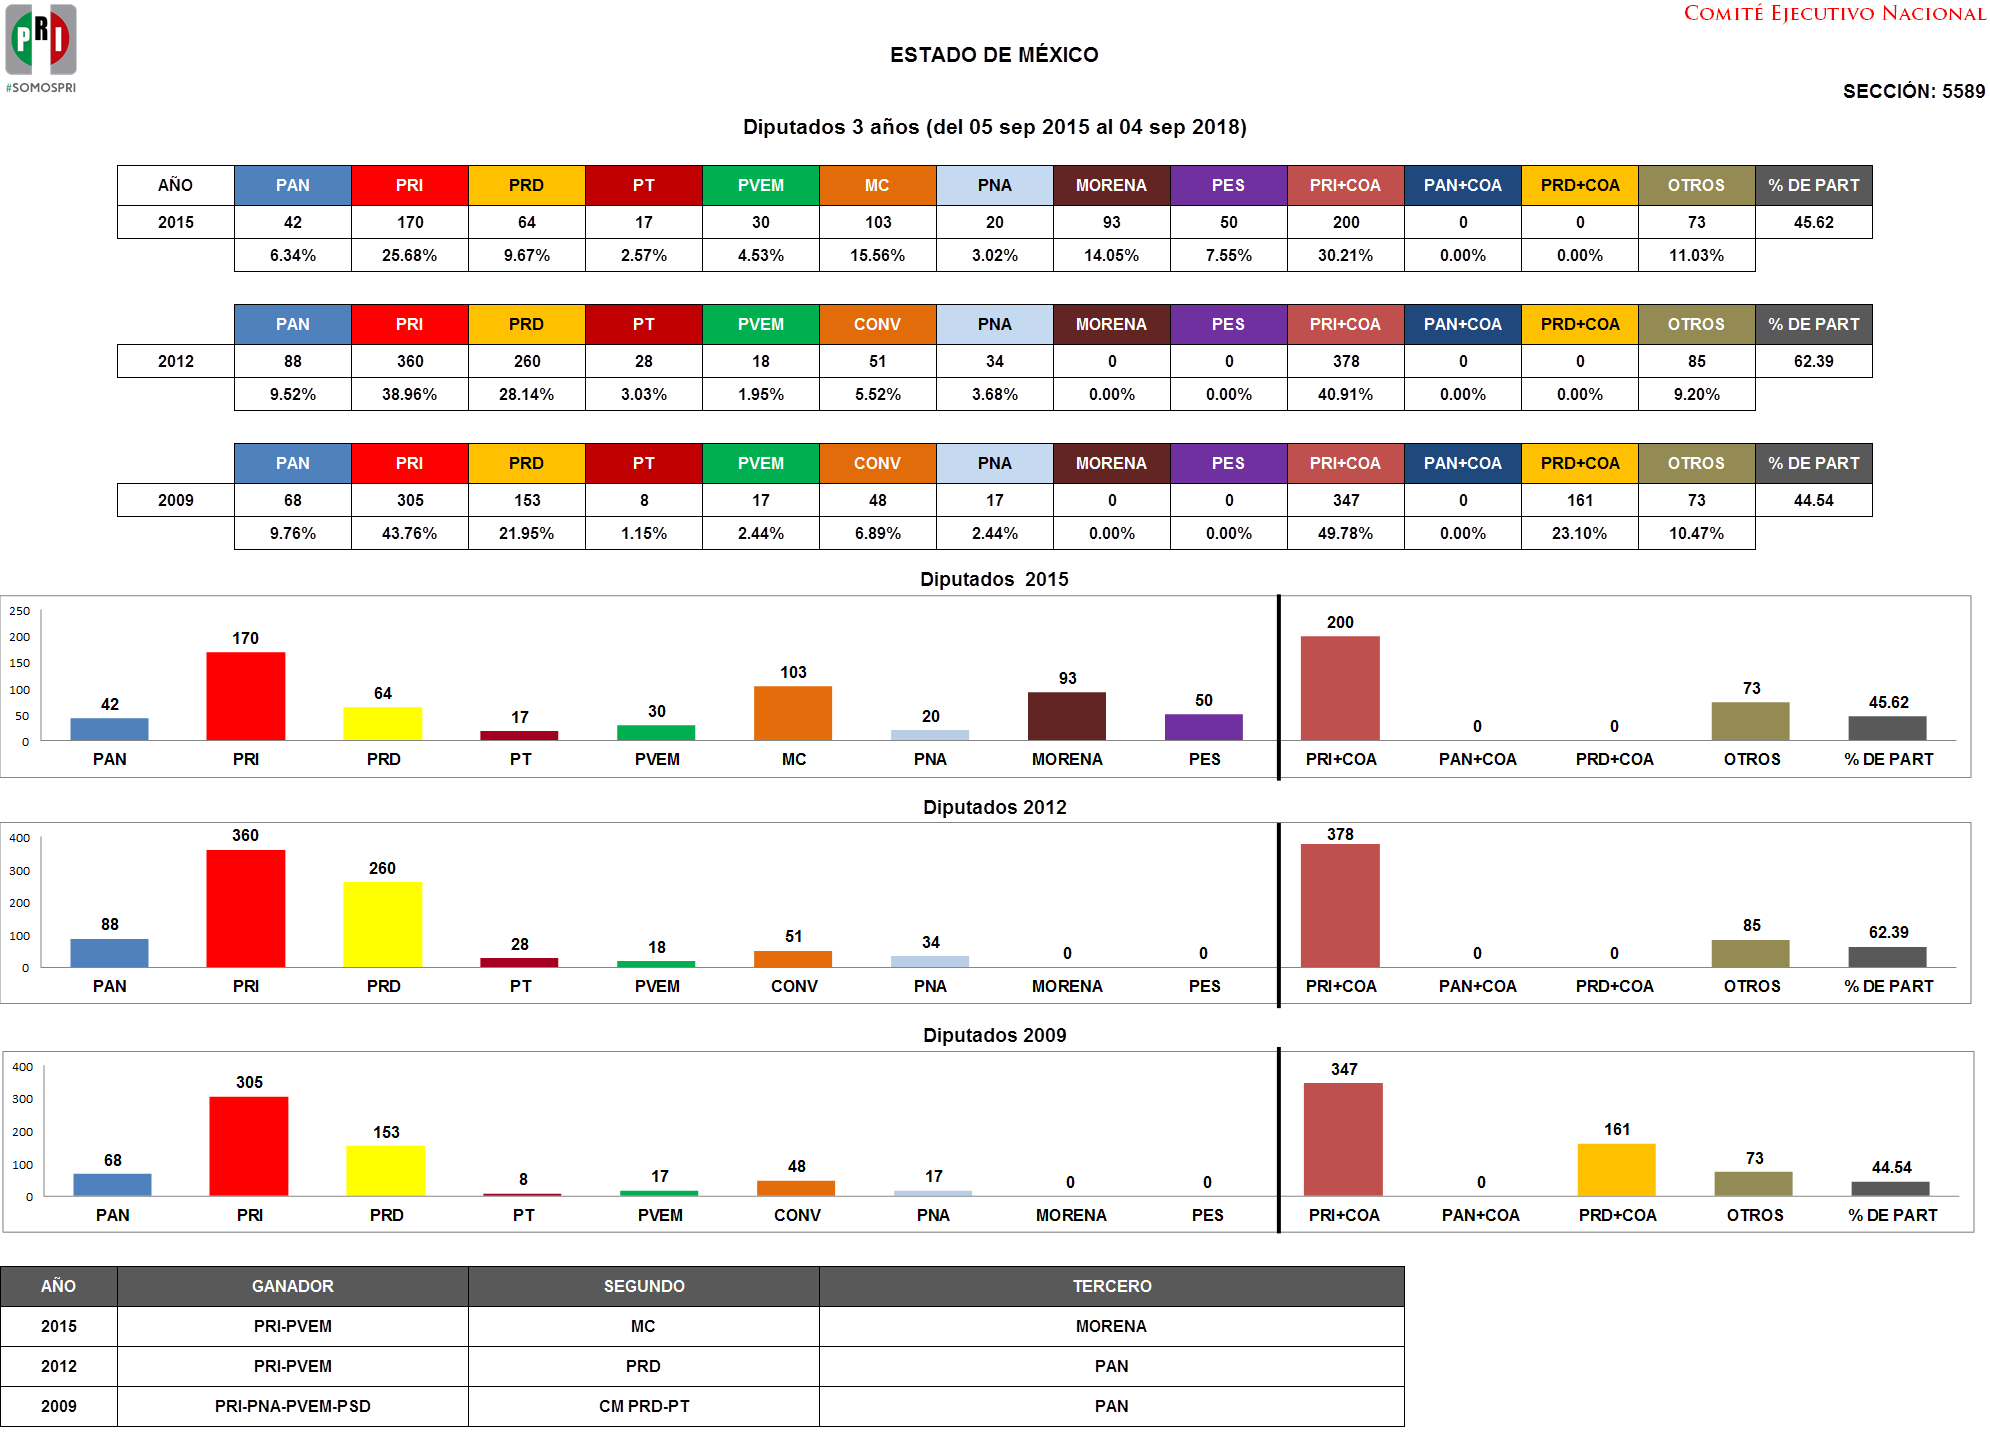 PRI
#SOMOSPRI
COMITÉ EJECUTIVO NACIONAL
ESTADO DE MÉXICO
SECCIÓN: 5589
Diputados 3 años (del 05 sep 2015 al 04 sep 2018)
AÑO PAN PRI PRD PT PVEM MC PNA MORENA PES PRI+COA PAN+COA PRD+COA OTROS % DE PART
2015 42 170 64 17 30 103 20 93 50 200 0 0 73 45.62
6.34% 25.68% 9.67% 2.57% 4.53% 15.56% 3.02% 14.05% 7.55% 30.21% 0.00% 0.00% 11.03%
PAN PRI PRD PT PVEM CONV PNA MORENA PES PRI+COA PAN+COA PRD+COA OTROS % DE PART
2012 88 360 260 28 18 51 34 0 0 378 0 0 85 62.39
9.52% 38.96% 28.14% 3.03% 1.95% 5.52% 3.68% 0.00% 0.00% 40.91% 0.00% 0.00% 9.20%
PAN PRI PRD PT PVEM CONV PNA MORENA PES PRI+COA PAN+COA PRD+COA OTROS % DE PART
2009 68 305 153 8 17 48 17 0 0 347 0 161 73 44.54
9.76% 43.76% 21.95% 1.15% 2.44% 6.89% 2.44% 0.00% 0.00% 49.78% 0.00% 23.10% 10.47%
Diputados 2015
250
200
150
100
50
0
42 170 64 17 30 103 20 93 50 200 0 0 73 45.62
PAN PRI PRD PT PVEM MC PNA MORENA PES PRI+COA PAN+COA PRD+COA OTROS % DE PART
Diputados 2012
400
300
200
100
0
88 360 260 28 18 51 34 0 0 378 0 0 85 62.39
PAN PRI PRD PT PVEM CONV PNA MORENA PES PRI+COA PAN+COA PRD+COA OTROS % DE PART
Diputados 2009
400
300
200
100
0
68 305 153 8 17 48 17 0 0 347 0 161 73 44.54
PAN PRI PRD PT PVEM CONV PNA MORENA PES PRI+COA PAN+COA PRD+COA OTROS % DE PART
AÑO GANADOR SEGUNDO TERCERO
2015 PRI-PVEM MC MORENA
2012 PRI-PVEM PRD PAN
2009 PRI-PNA-PVEM-PSD CM PRD-PT PAN